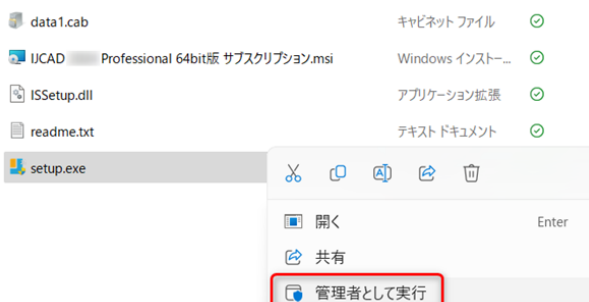 data1.cab キャビネット ファイル
IJCAD Professional 64bit版 サブスクリプション.msi Windows インストー...
ISSetup.dll アプリケーション拡張
readme.txt テキスト ドキュメント
setup.exe
開く Enter
共有
管理者として実行